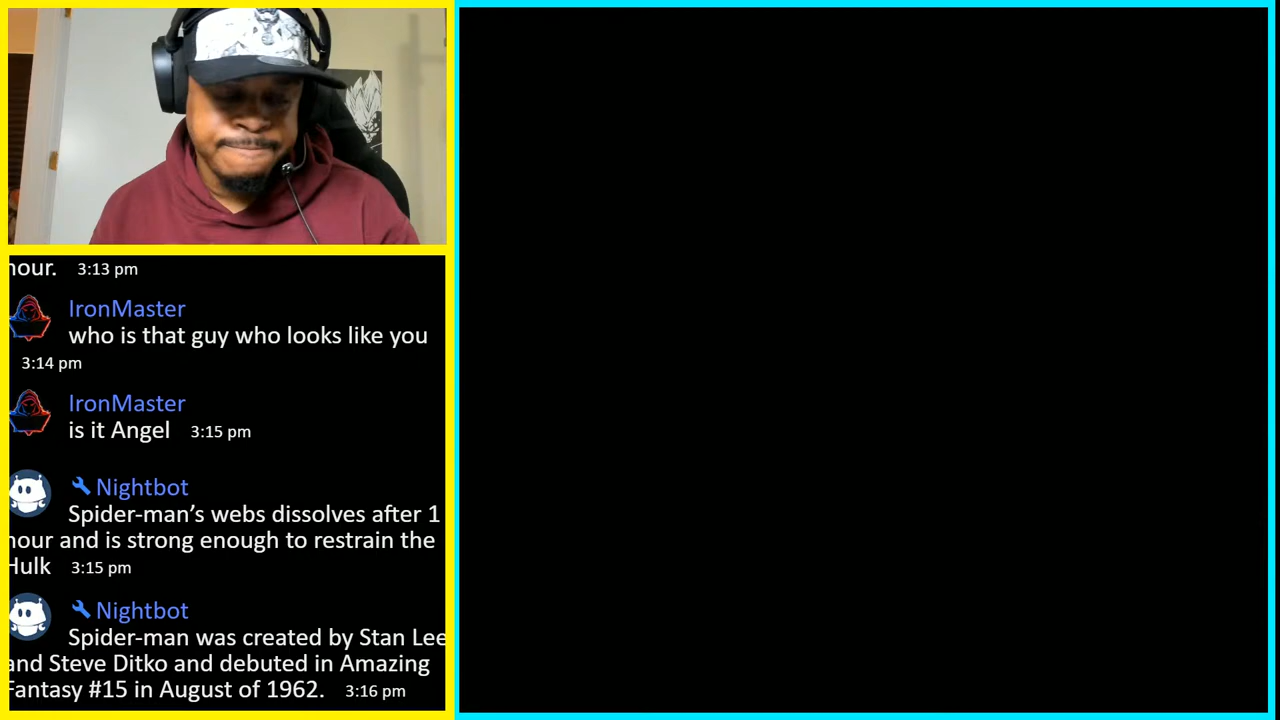 hour. 3:13 pm
IronMaster
who is that guy who looks like you
3:14 pm
IronMaster
is it Angel 3:15 pm
Nightbot
Spider-man’s webs dissolves after 1
hour and is strong enough to restrain the
Hulk 3:15 pm
Nightbot
Spider-man was created by Stan Lee
and Steve Ditko and debuted in Amazing
Fantasy #15 in August of 1962. 3:16 pm